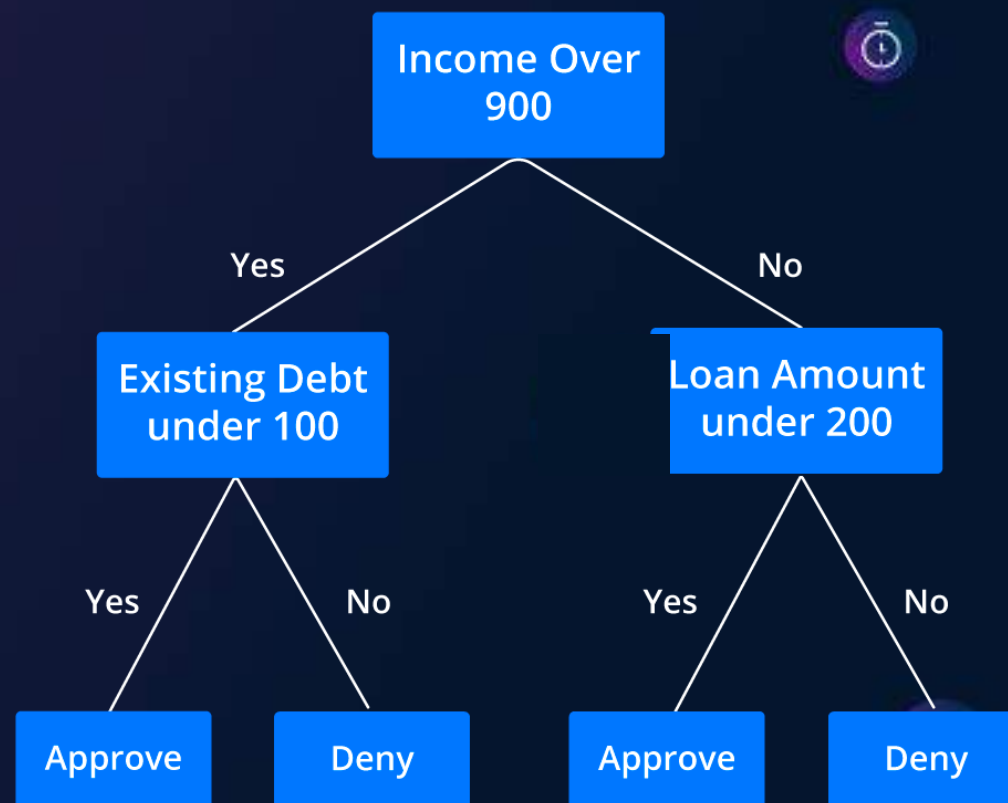 Income Over
900
Yes
No
Existing Debt
under 100
Loan Amount
under 200
Yes
No
Yes
No
Approve
Deny
Approve
Deny